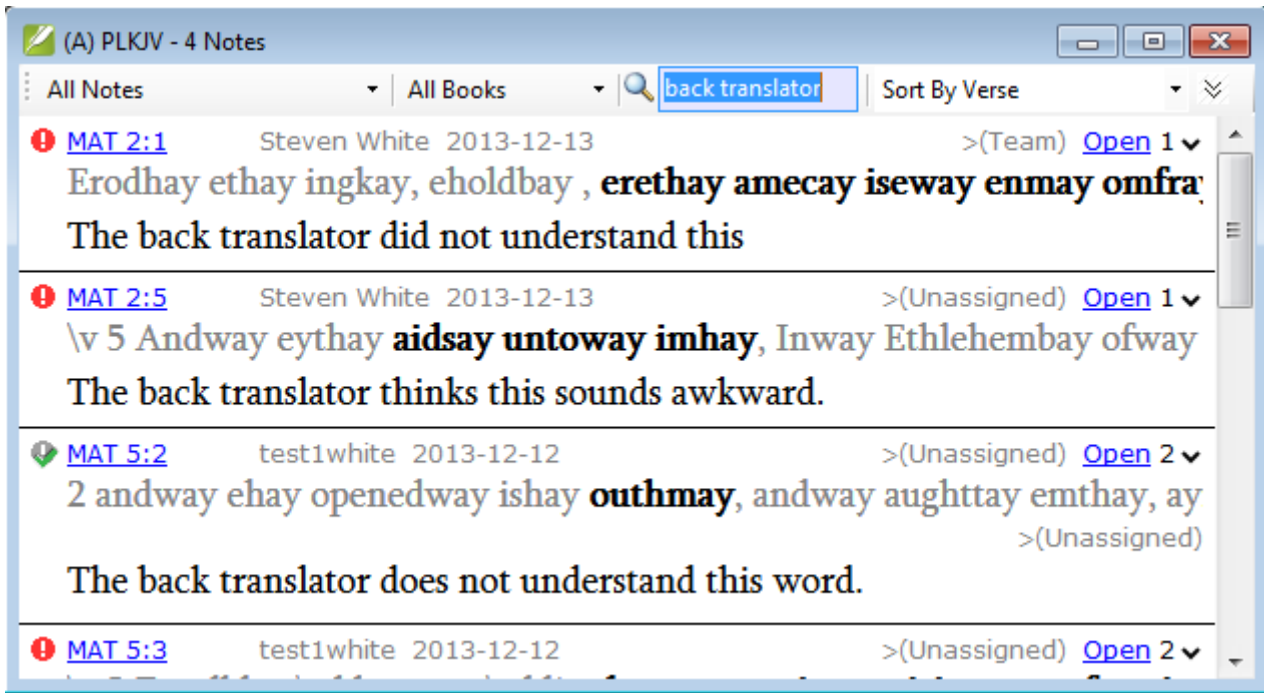 (A) PLKJV - 4 Notes
All Notes All Books back translator Sort By Verse
MAT 2:1 Steven White 2013-12-13 >(Team) Open 1
Erodhay ethay ingkay, eholdbay , erethay amecay iseway enmay omfray
The back translator did not understand this
MAT 2:5 Steven White 2013-12-13 >(Unassigned) Open 1
\v 5 Andway eythay aidsay untoway imhay, Inway Ethlehembay ofway
The back translator thinks this sounds awkward.
MAT 5:2 test1white 2013-12-12 >(Unassigned) Open 2
2 andway ehay openedway ishay outhmay, andway aughttay emthay, ay
>(Unassigned)
The back translator does not understand this word.
MAT 5:3 test1white 2013-12-12 >(Unassigned) Open 2